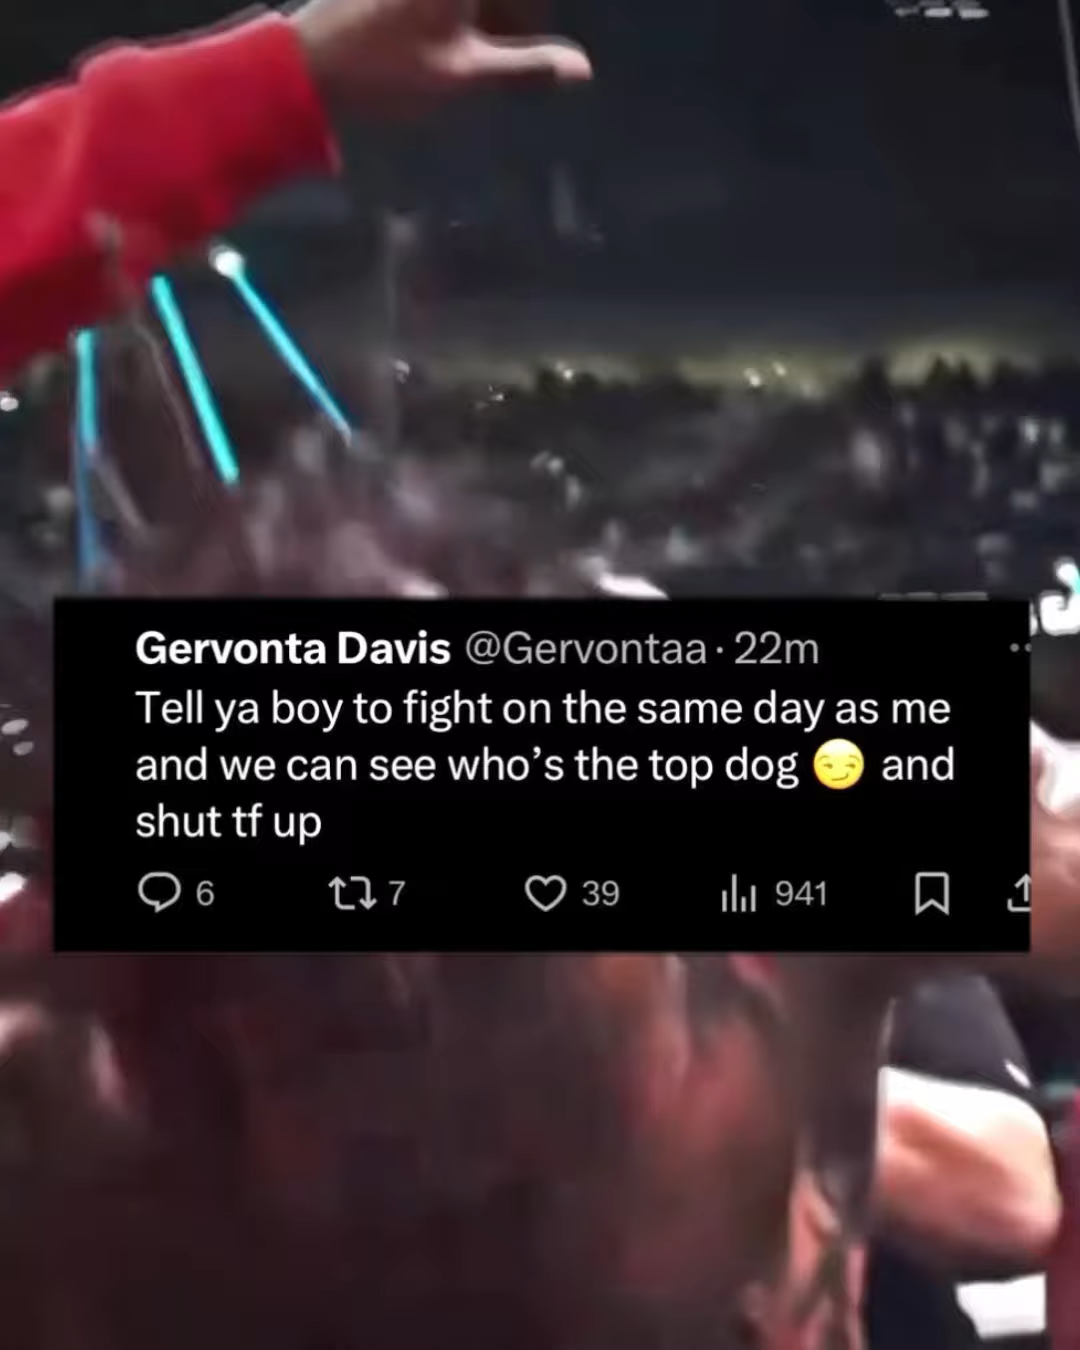 Gervonta Davis @Gervontaa · 22m
Tell ya boy to fight on the same day as me
and we can see who's the top dog 😏 and
shut tf up
6 7 39 941